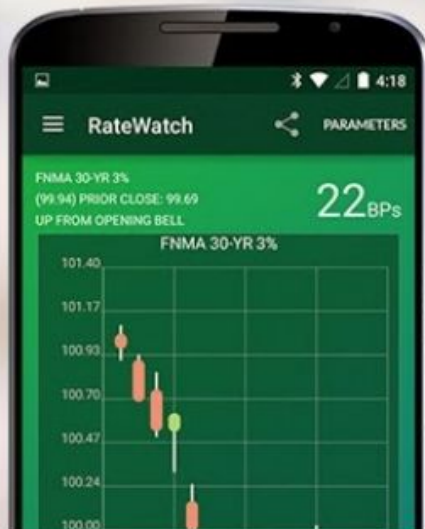 4:18
RateWatch
PARAMETERS
FNMA 30-YR 3%
(99.94) PRIOR CLOSE: 99.69
UP FROM OPENING BELL
22BPs
FNMA 30-YR 3%
101.40
101.17
100.93
100.70
100.47
100.24
100.00